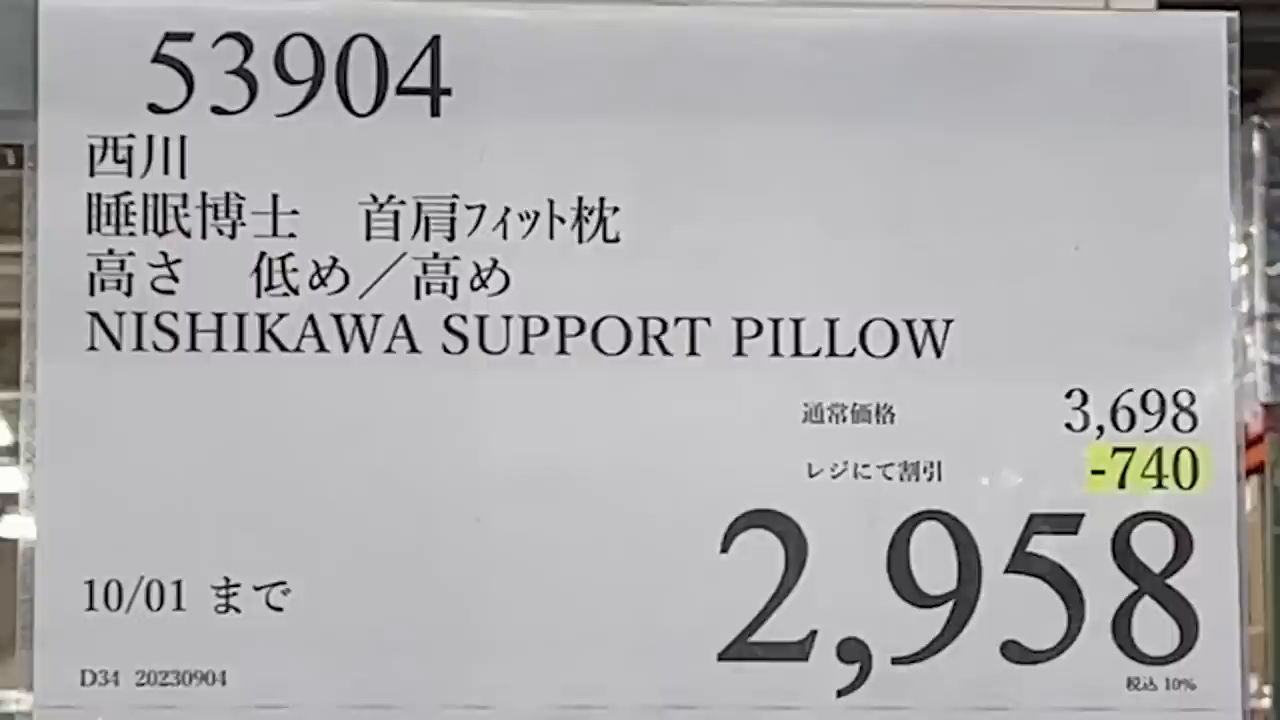 53904
西川
睡眠博士　首肩ﾌｨｯﾄ枕
高さ　低め／高め
NISHIKAWA SUPPORT PILLOW
通常価格 3,698
レジにて割引 -740
2,958
10/01 まで
税込 10%
D34 20230904